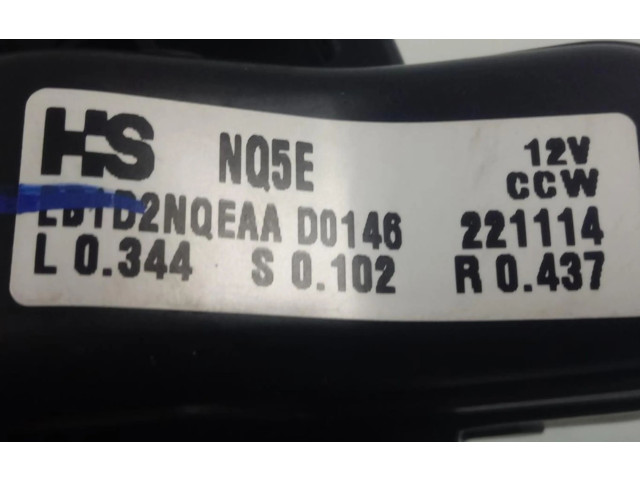 HS NQ5E 12V
CCW
D0146 221114
L 0.344 S 0.102 R 0.437